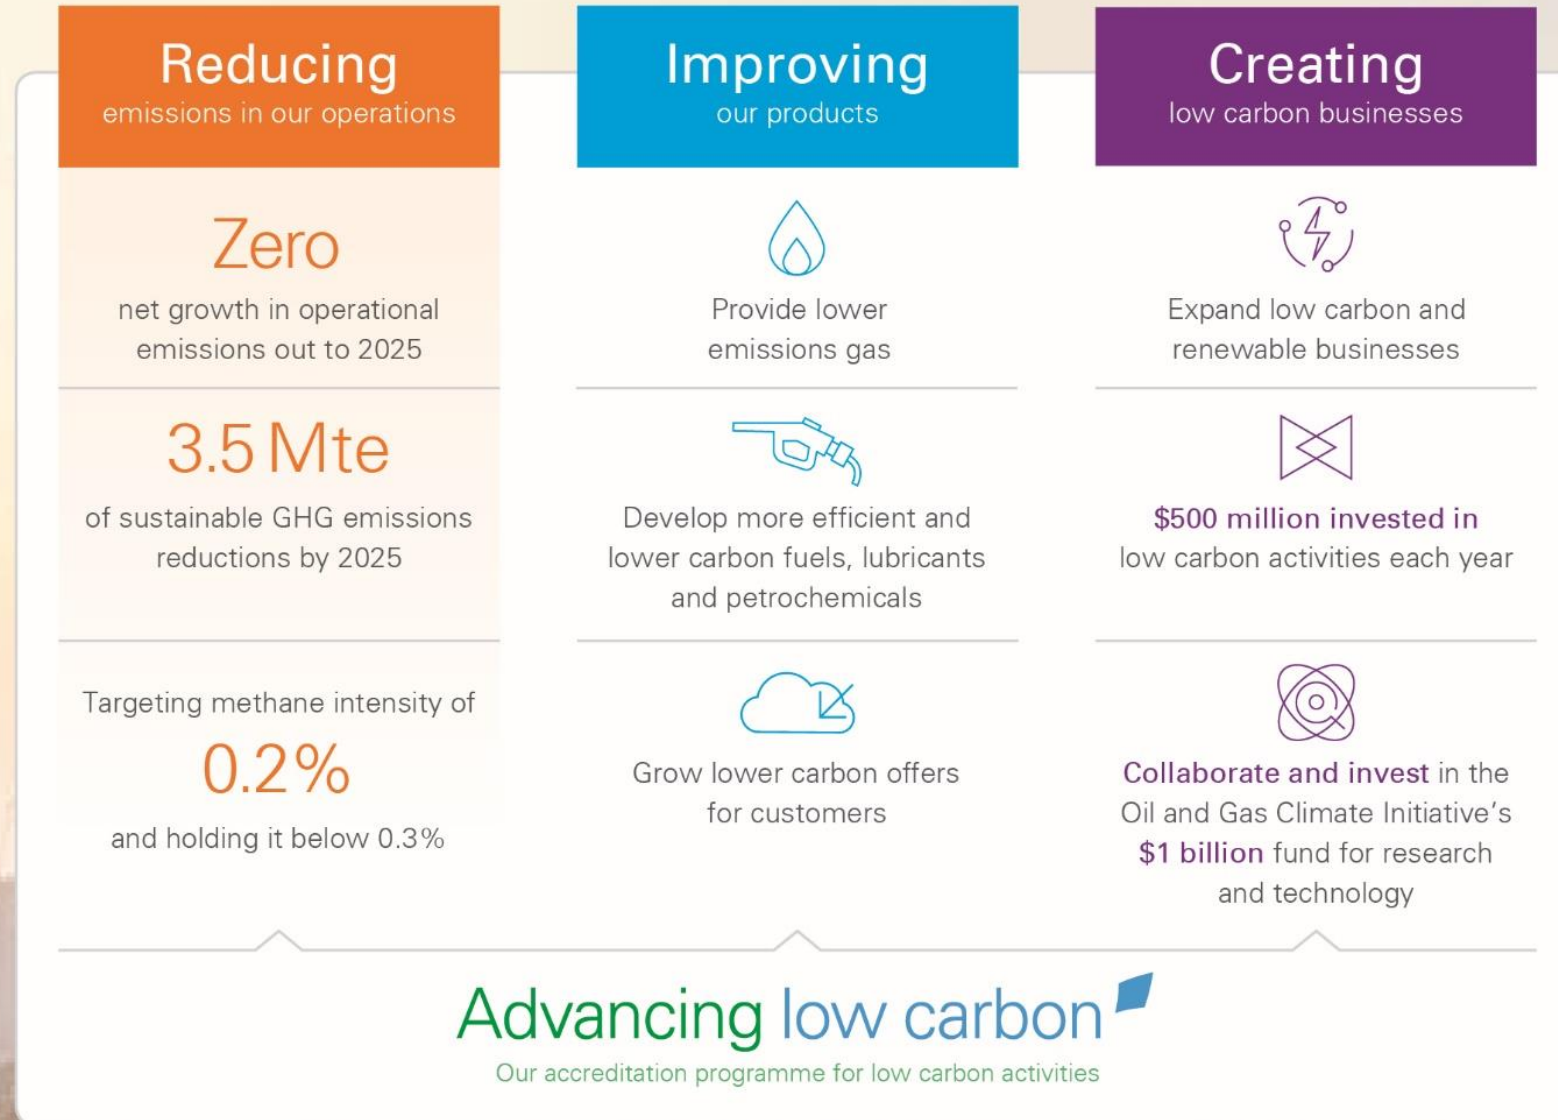 Reducing
emissions in our operations
Zero
net growth in operational
emissions out to 2025
3.5 Mte
of sustainable GHG emissions
reductions by 2025
Targeting methane intensity of
0.2%
and holding it below 0.3%
Improving
our products
Provide lower
emissions gas
Develop more efficient and
lower carbon fuels, lubricants
and petrochemicals
Grow lower carbon offers
for customers
Creating
low carbon businesses
Expand low carbon and
renewable businesses
$500 million invested in
low carbon activities each year
Collaborate and invest in the
Oil and Gas Climate Initiative's
$1 billion fund for research
and technology
Advancing low carbon
Our accreditation programme for low carbon activities